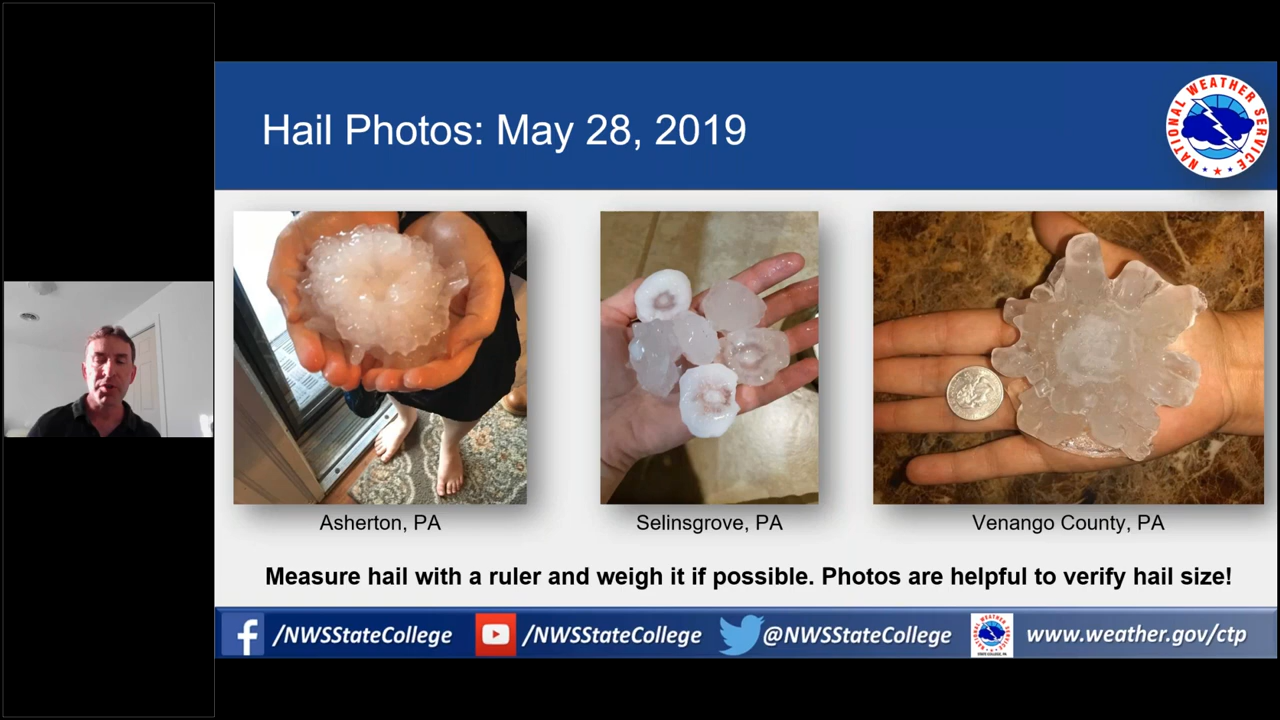 Hail Photos: May 28, 2019
NATIONAL WEATHER SERVICE
Asherton, PA
Selinsgrove, PA
Venango County, PA
Measure hail with a ruler and weigh it if possible. Photos are helpful to verify hail size!
/NWSStateCollege
/NWSStateCollege
@NWSStateCollege
www.weather.gov/ctp